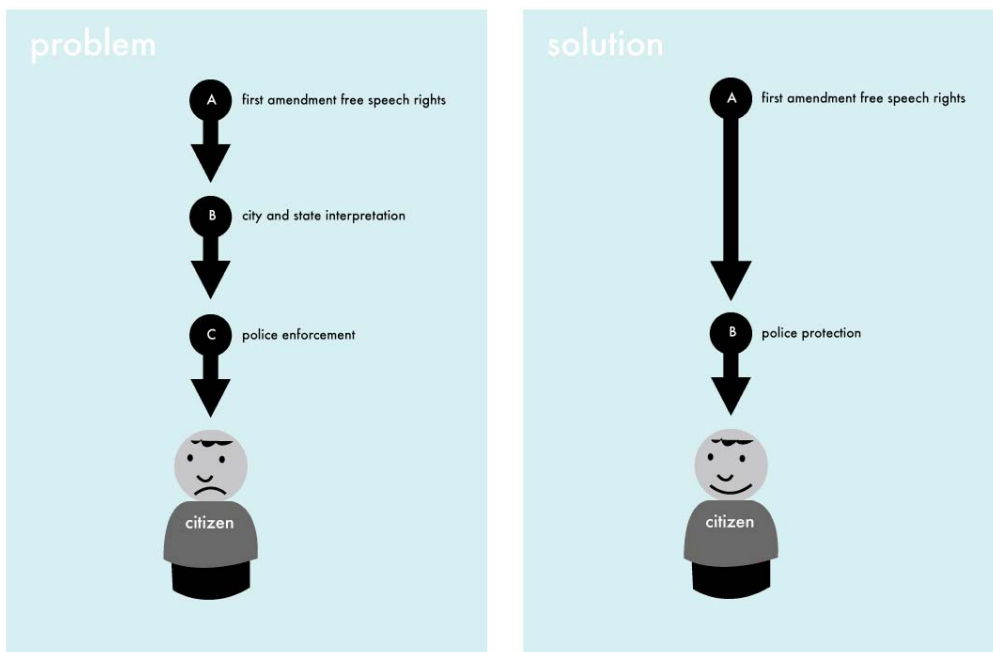 problem
A first amendment free speech rights
B city and state interpretation
C police enforcement
citizen
solution
A first amendment free speech rights
B police protection
citizen